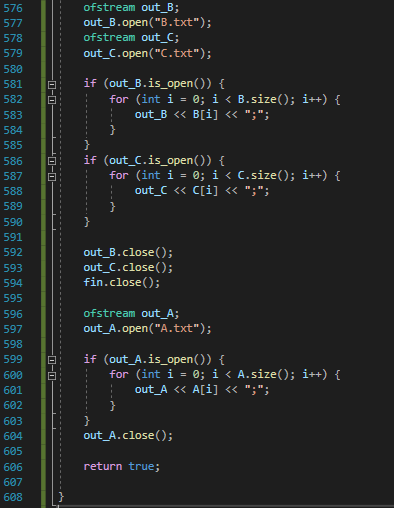 576 ofstream out_B;
577 out_B.open("B.txt");
578 ofstream out_C;
579 out_C.open("C.txt");
580
581 if (out_B.is_open()) {
582 for (int i = 0; i < B.size(); i++) {
583 out_B << B[i] << ";";
584 }
585 }
586 if (out_C.is_open()) {
587 for (int i = 0; i < C.size(); i++) {
588 out_C << C[i] << ";";
589 }
590 }
591
592 out_B.close();
593 out_C.close();
594 fin.close();
595
596 ofstream out_A;
597 out_A.open("A.txt");
598
599 if (out_A.is_open()) {
600 for (int i = 0; i < A.size(); i++) {
601 out_A << A[i] << ";";
602 }
603 }
604 out_A.close();
605
606 return true;
607
608 }